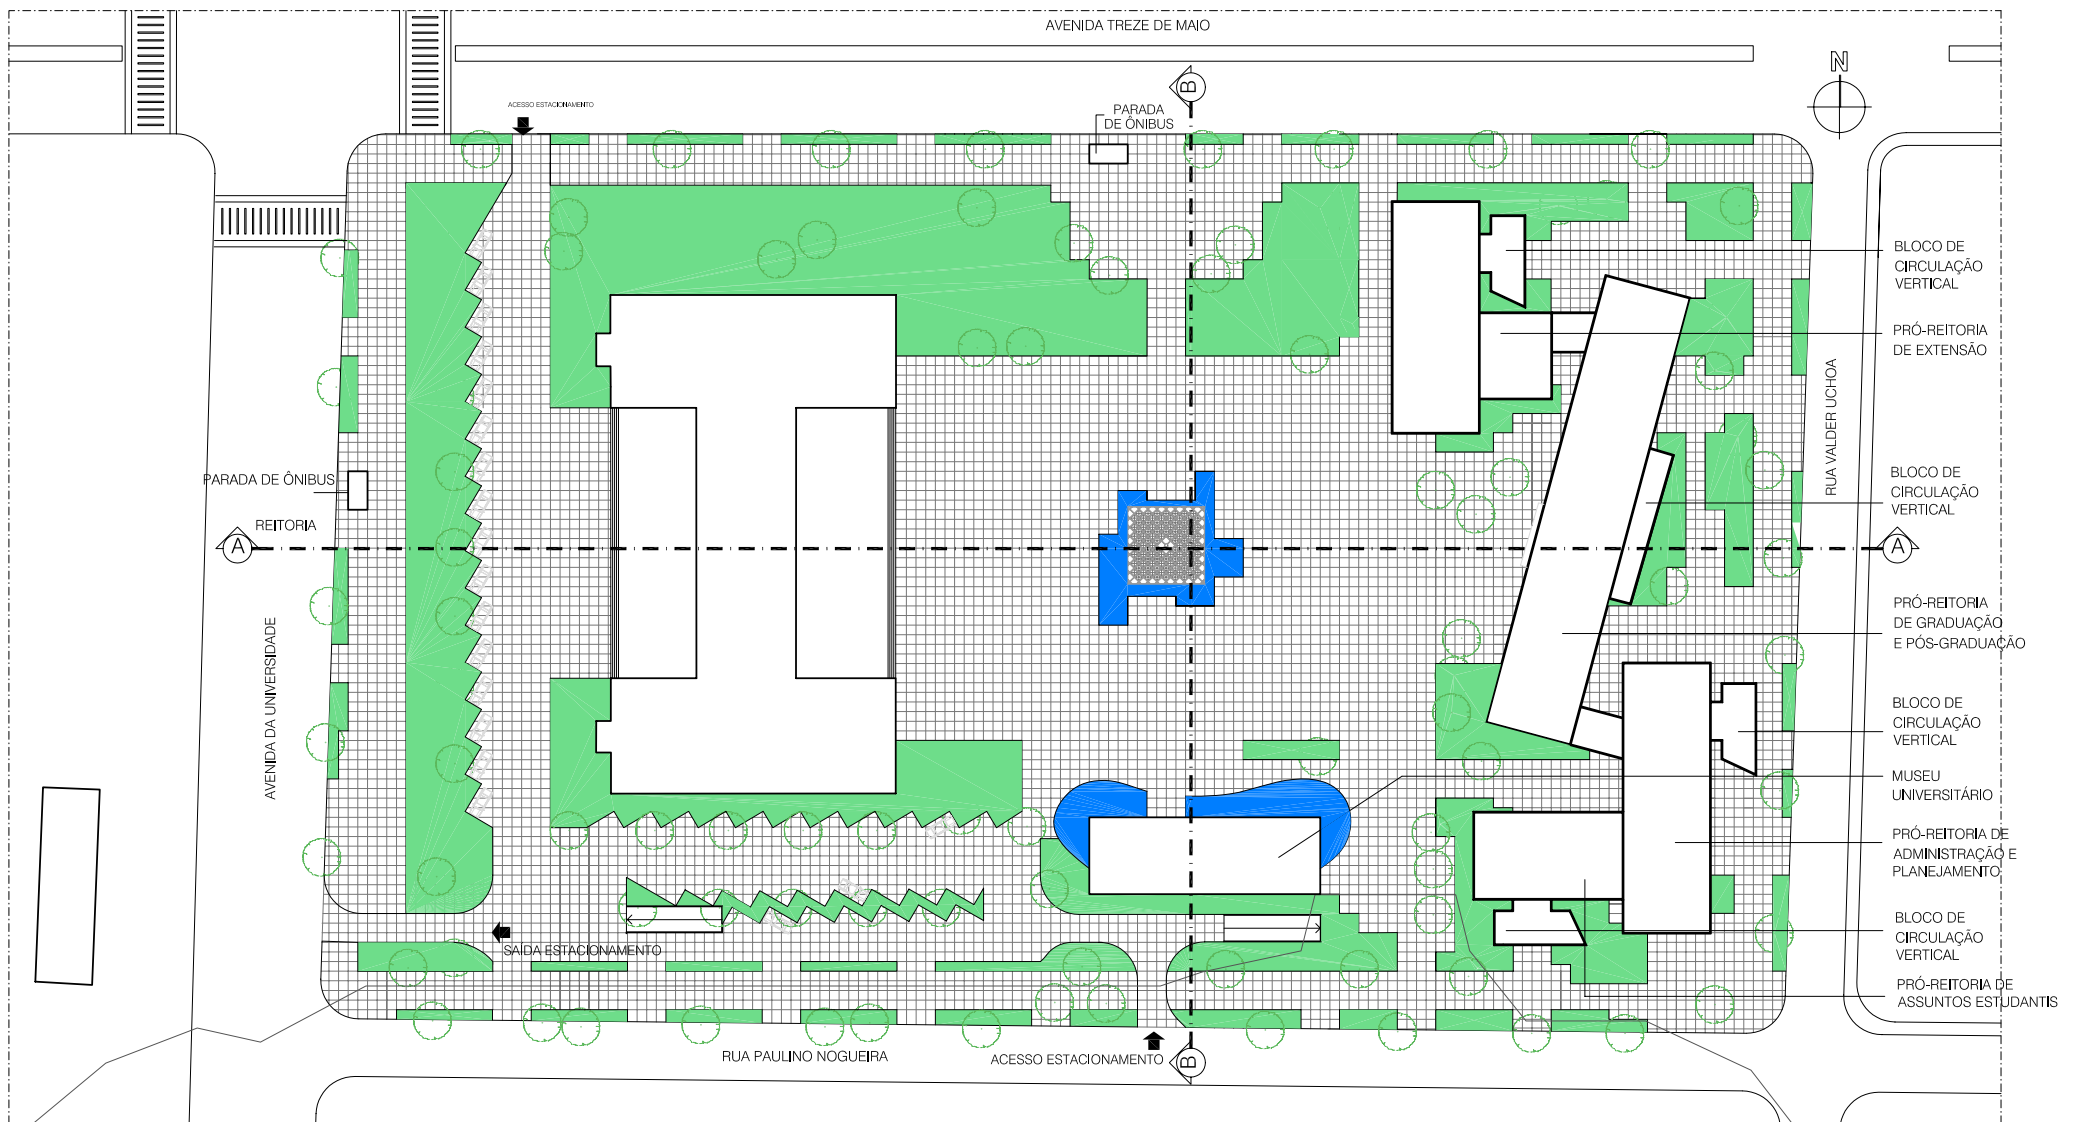 AVENIDA TREZE DE MAIO
N
B
ACESSO ESTACIONAMENTO
PARADA
DE ÔNIBUS
BLOCO DE
CIRCULAÇÃO
VERTICAL
PRÓ-REITORIA
DE EXTENSÃO
RUA VALDER UCHOA
PARADA DE ÔNIBUS
BLOCO DE
CIRCULAÇÃO
VERTICAL
REITORIA
A
A
PRÓ-REITORIA
DE GRADUAÇÃO
E PÓS-GRADUAÇÃO
AVENIDA DA UNIVERSIDADE
BLOCO DE
CIRCULAÇÃO
VERTICAL
MUSEU
UNIVERSITÁRIO
PRÓ-REITORIA DE
ADMINISTRAÇÃO E
PLANEJAMENTO
BLOCO DE
CIRCULAÇÃO
VERTICAL
SAÍDA ESTACIONAMENTO
PRÓ-REITORIA DE
ASSUNTOS ESTUDANTIS
RUA PAULINO NOGUEIRA
ACESSO ESTACIONAMENTO
B